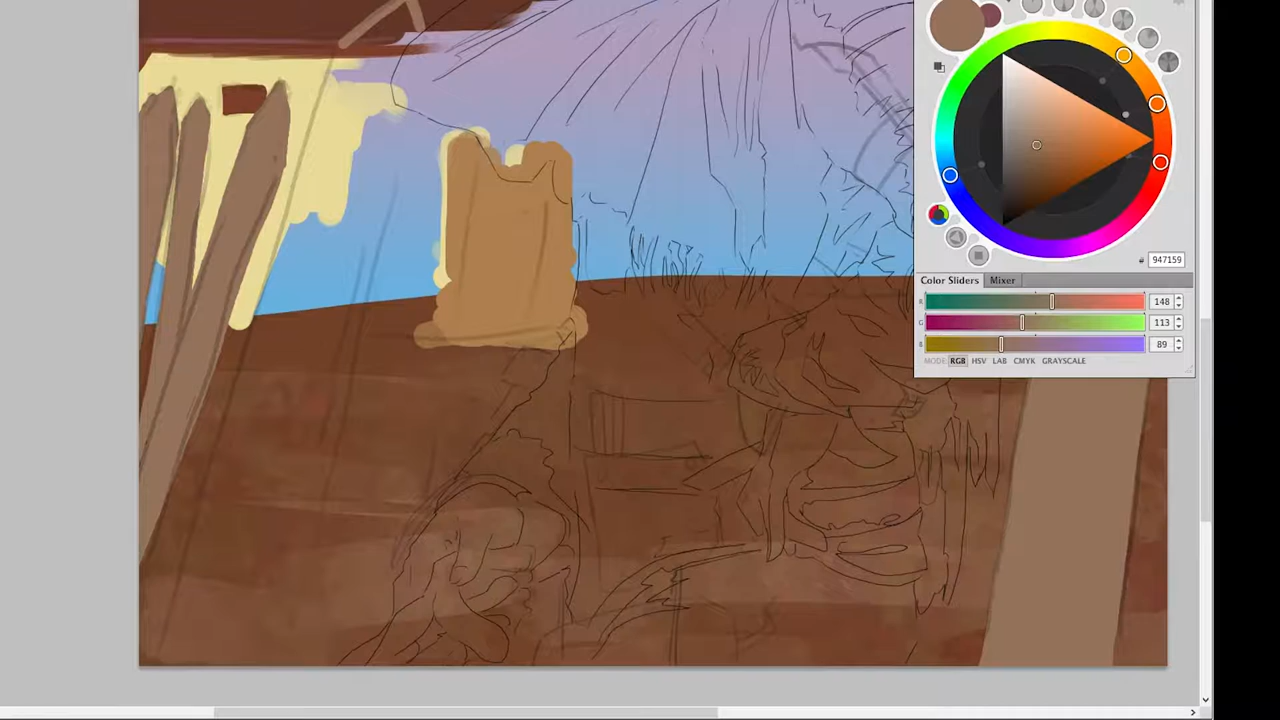 # 947159
Color Sliders Mixer
R 148
G 113
B 89
MODE: RGB HSV LAB CMYK GRAYSCALE